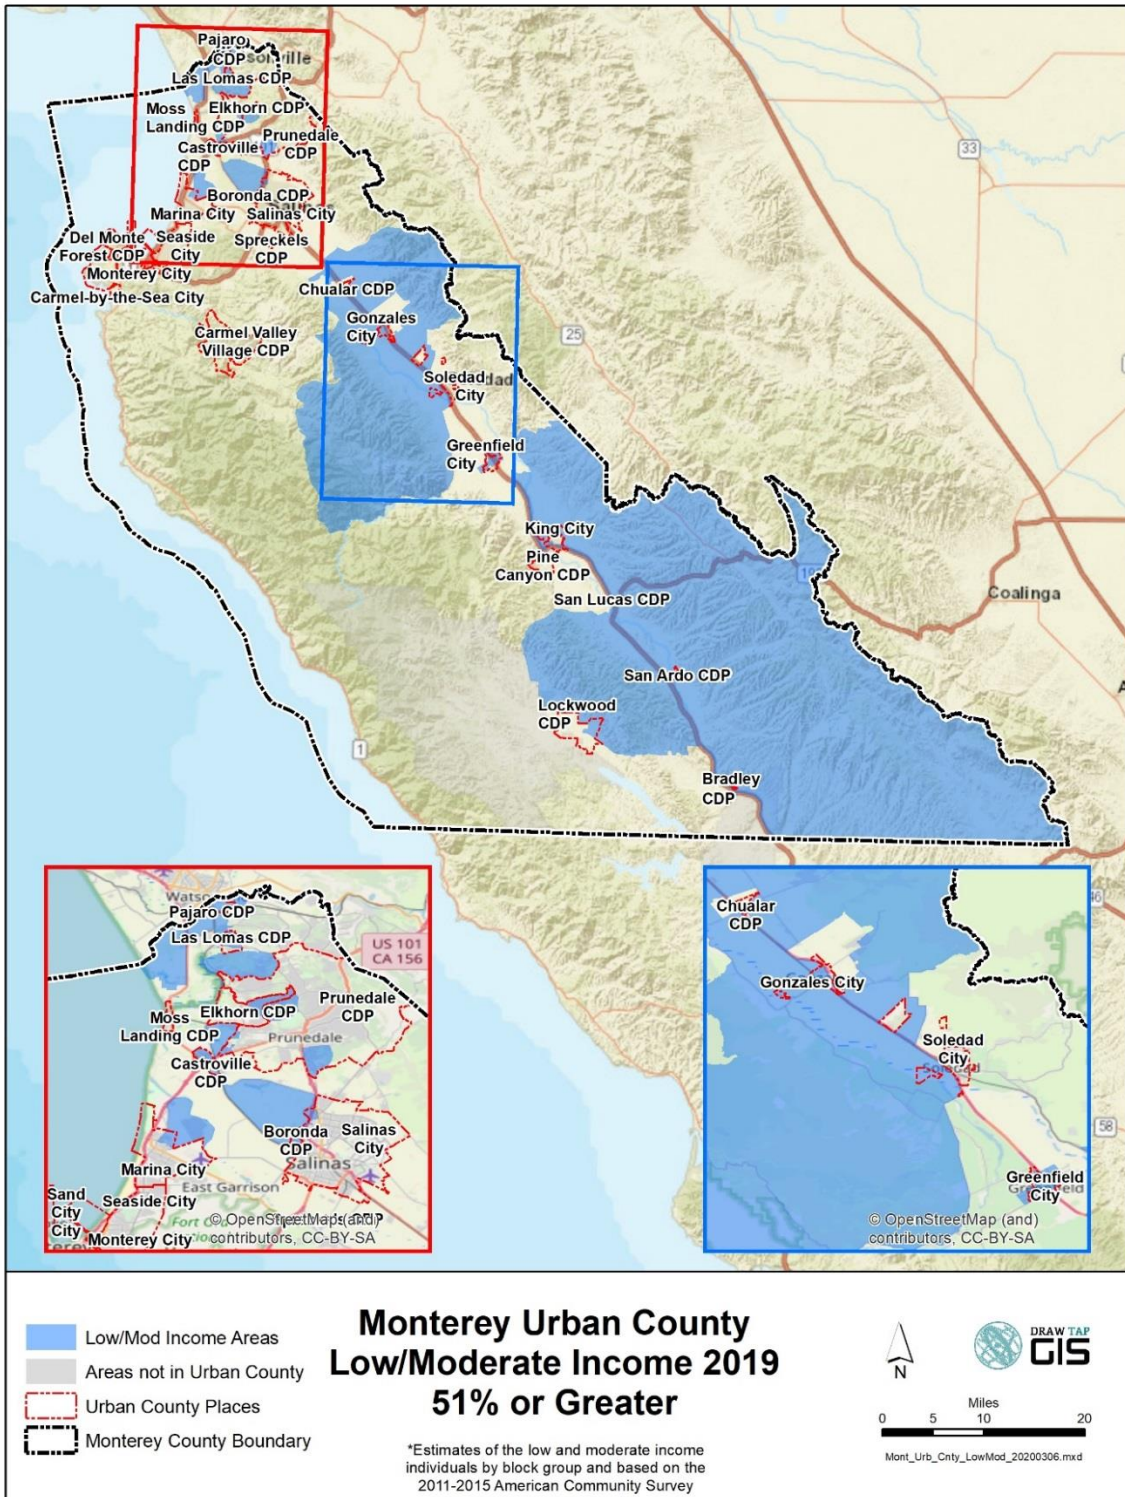 Pajaro
CDP
Las Lomas CDP
Moss
Landing CDP
Elkhorn CDP
Castroville
CDP
Prunedale
CDP
Boronda CDP
Marina City
Salinas City
Del Monte
Forest CDP
Seaside
City
Spreckels
CDP
Monterey City
Carmel-by-the-Sea City
Carmel Valley
Village CDP
Chualar CDP
Gonzales
City
Soledad
City
Greenfield
City
King City
Pine
Canyon CDP
San Lucas CDP
San Ardo CDP
Lockwood
CDP
Bradley
CDP
33
25
1
Coalinga
46
58
Pajaro CDP
Las Lomas CDP
US 101
CA 156
Elkhorn CDP
Prunedale
CDP
Moss
Landing CDP
Prunedale
Castroville
CDP
Boronda
CDP
Salinas
City
Salinas
Marina City
East Garrison
Sand
City
City
Seaside City
Monterey City
© OpenStreetMap (and)
contributors, CC-BY-SA
Chualar
CDP
Gonzales City
Soledad
City
Greenfield
City
© OpenStreetMap (and)
contributors, CC-BY-SA
Low/Mod Income Areas
Areas not in Urban County
Urban County Places
Monterey County Boundary
Monterey Urban County
Low/Moderate Income 2019
51% or Greater
*Estimates of the low and moderate income
individuals by block group and based on the
2011-2015 American Community Survey
N
DRAW TAP
GIS
Miles
0 5 10 20
Mont_Urb_Cnty_LowMod_20200306.mxd